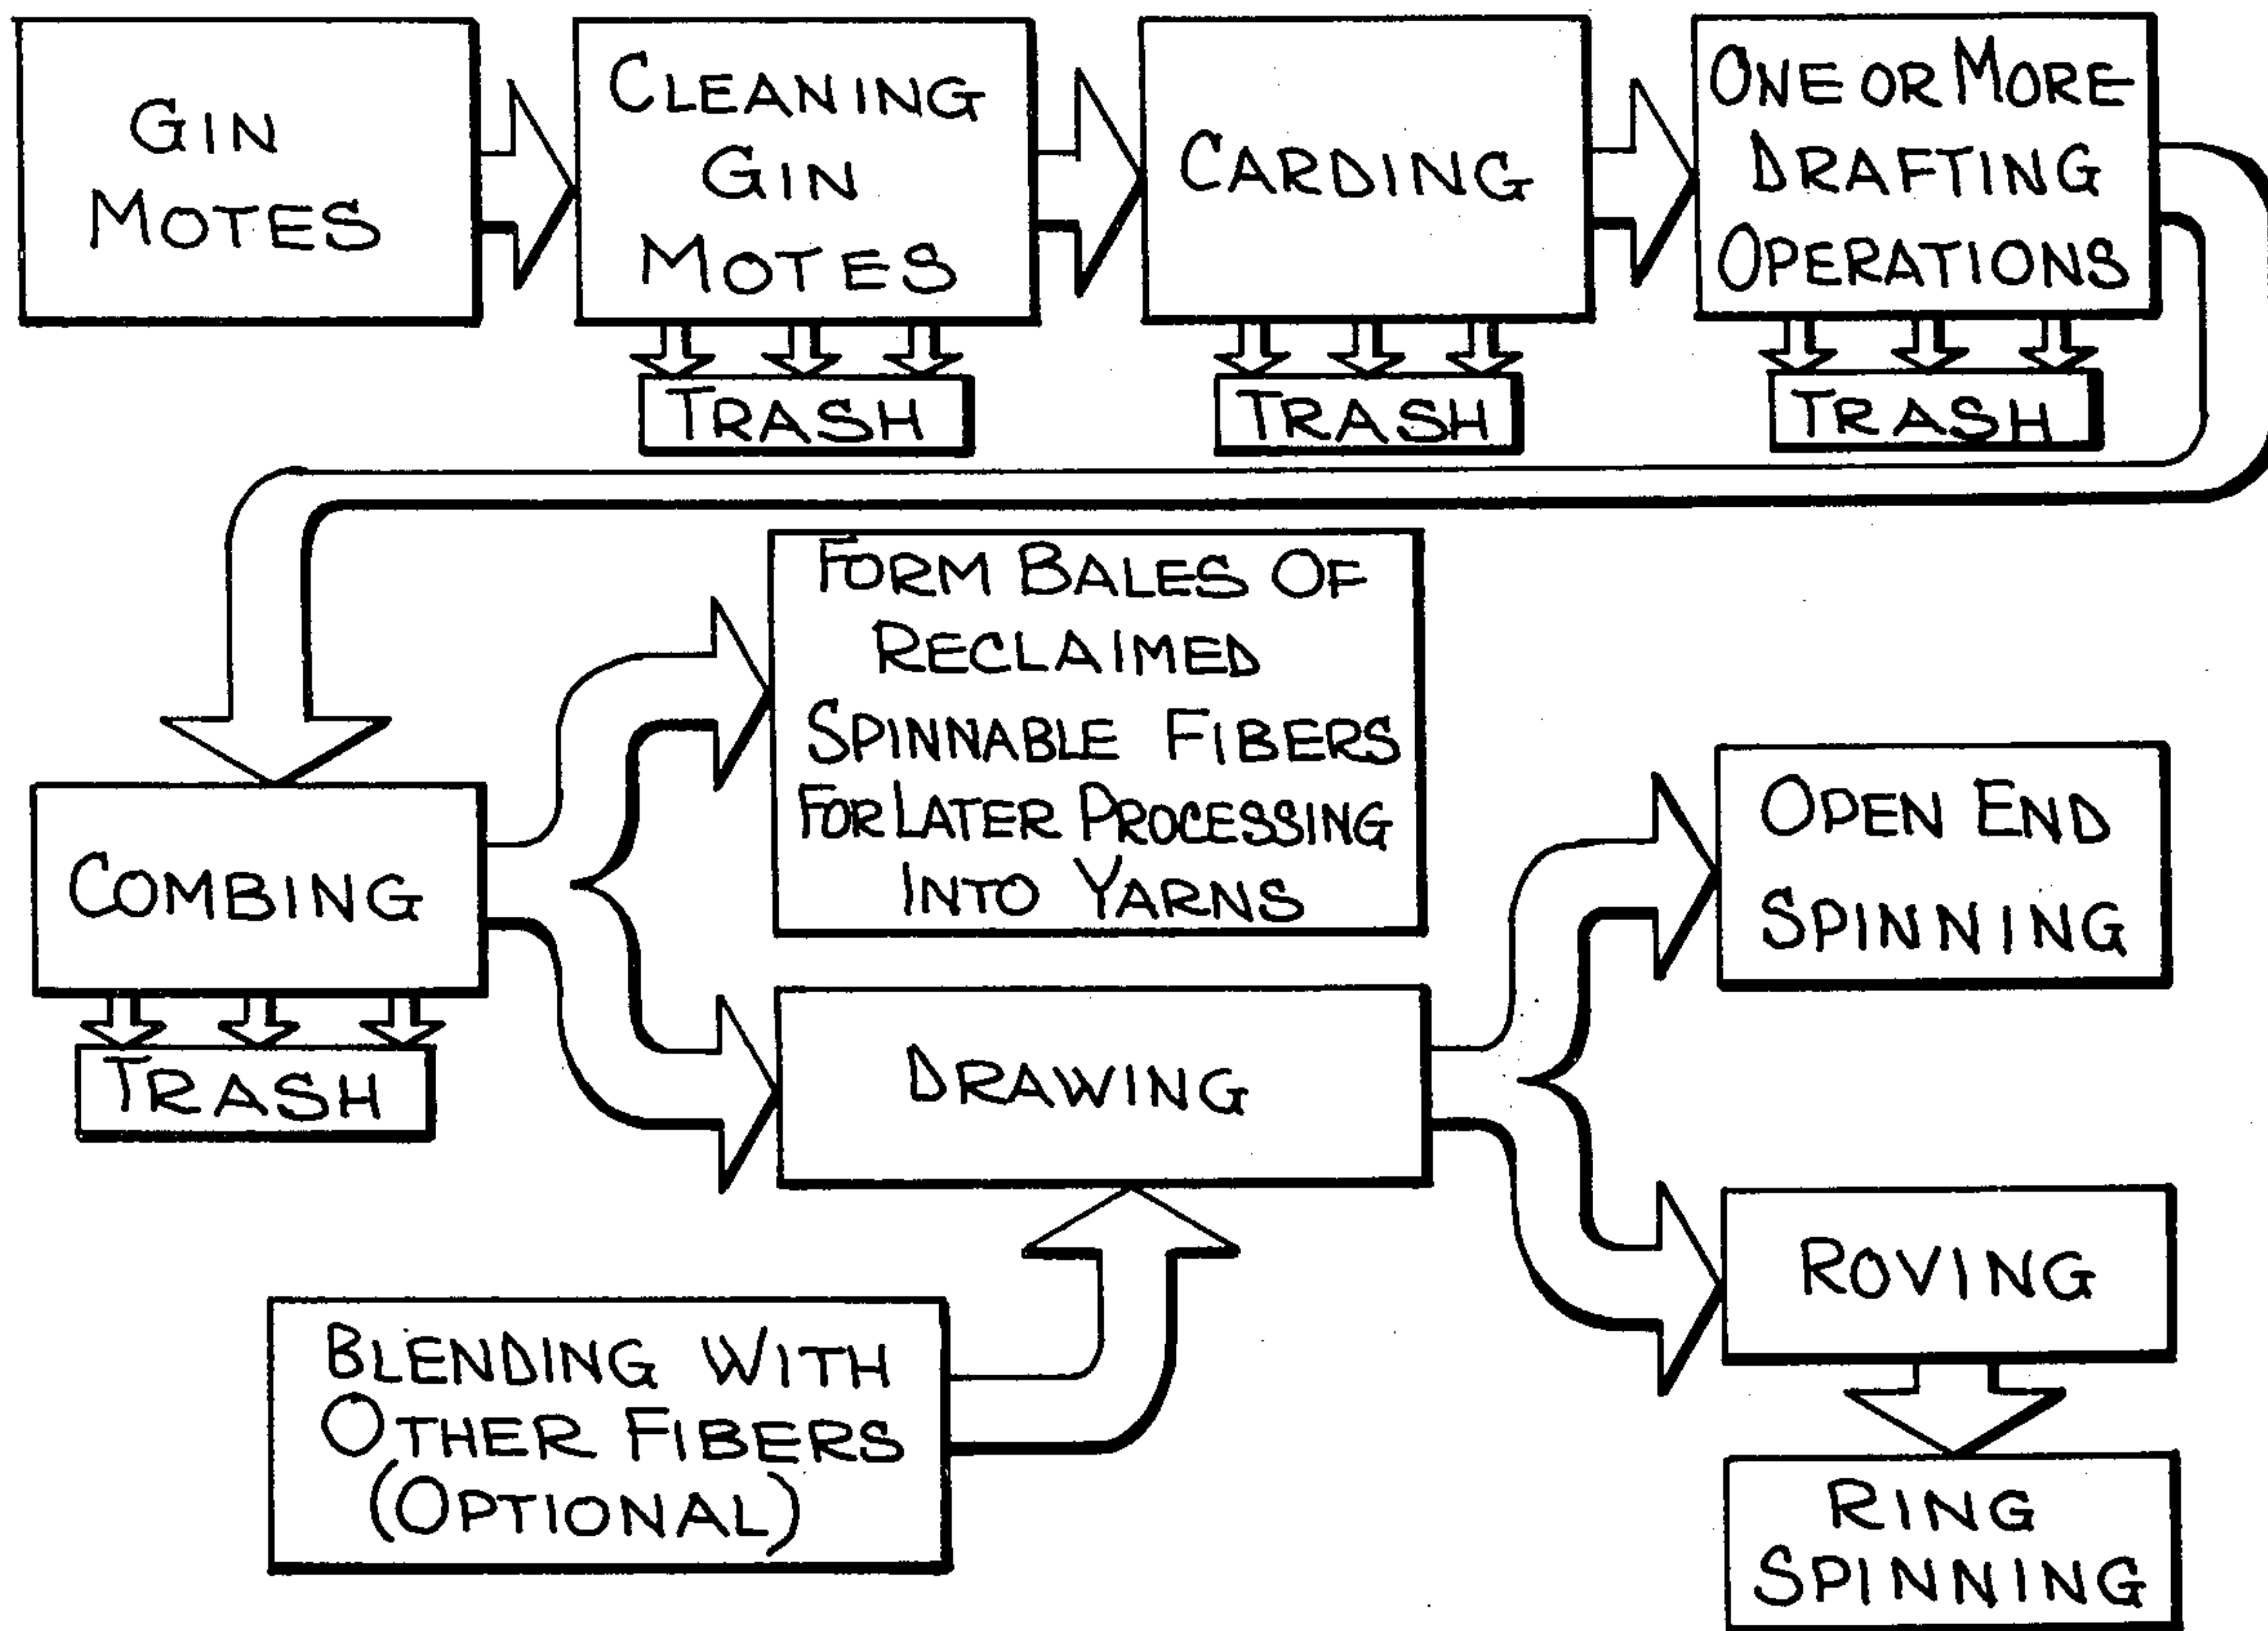 GIN
MOTES
CLEANING
GIN
MOTES
CARDING
ONE OR MORE
DRAFTING
OPERATIONS
TRASH
TRASH
TRASH
FORM BALES OF
RECLAIMED
SPINNABLE FIBERS
FOR LATER PROCESSING
INTO YARNS
COMBING
TRASH
OPEN END
SPINNING
DRAWING
ROVING
BLENDING WITH
OTHER FIBERS
(OPTIONAL)
RING
SPINNING